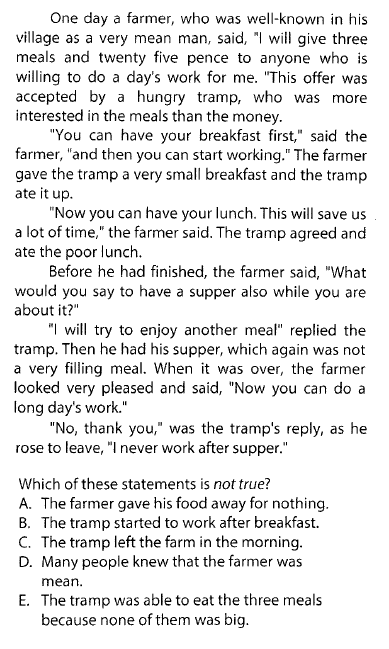 One day a farmer, who was well-known in his
village as a very mean man, said, "I will give three
meals and twenty five pence to anyone who is
willing to do a day's work for me. "This offer was
accepted by a hungry tramp, who was more
interested in the meals than the money.
"You can have your breakfast first," said the
farmer, "and then you can start working." The farmer
gave the tramp a very small breakfast and the tramp
ate it up.
"Now you can have your lunch. This will save us
a lot of time," the farmer said. The tramp agreed and
ate the poor lunch.
Before he had finished, the farmer said, "What
would you say to have a supper also while you are
about it?"
"I will try to enjoy another meal" replied the
tramp. Then he had his supper, which again was not
a very filling meal. When it was over, the farmer
looked very pleased and said, "Now you can do a
long day's work."
"No, thank you," was the tramp's reply, as he
rose to leave, "I never work after supper."
Which of these statements is not true?
A. The farmer gave his food away for nothing.
B. The tramp started to work after breakfast.
C. The tramp left the farm in the morning.
D. Many people knew that the farmer was
mean.
E. The tramp was able to eat the three meals
because none of them was big.